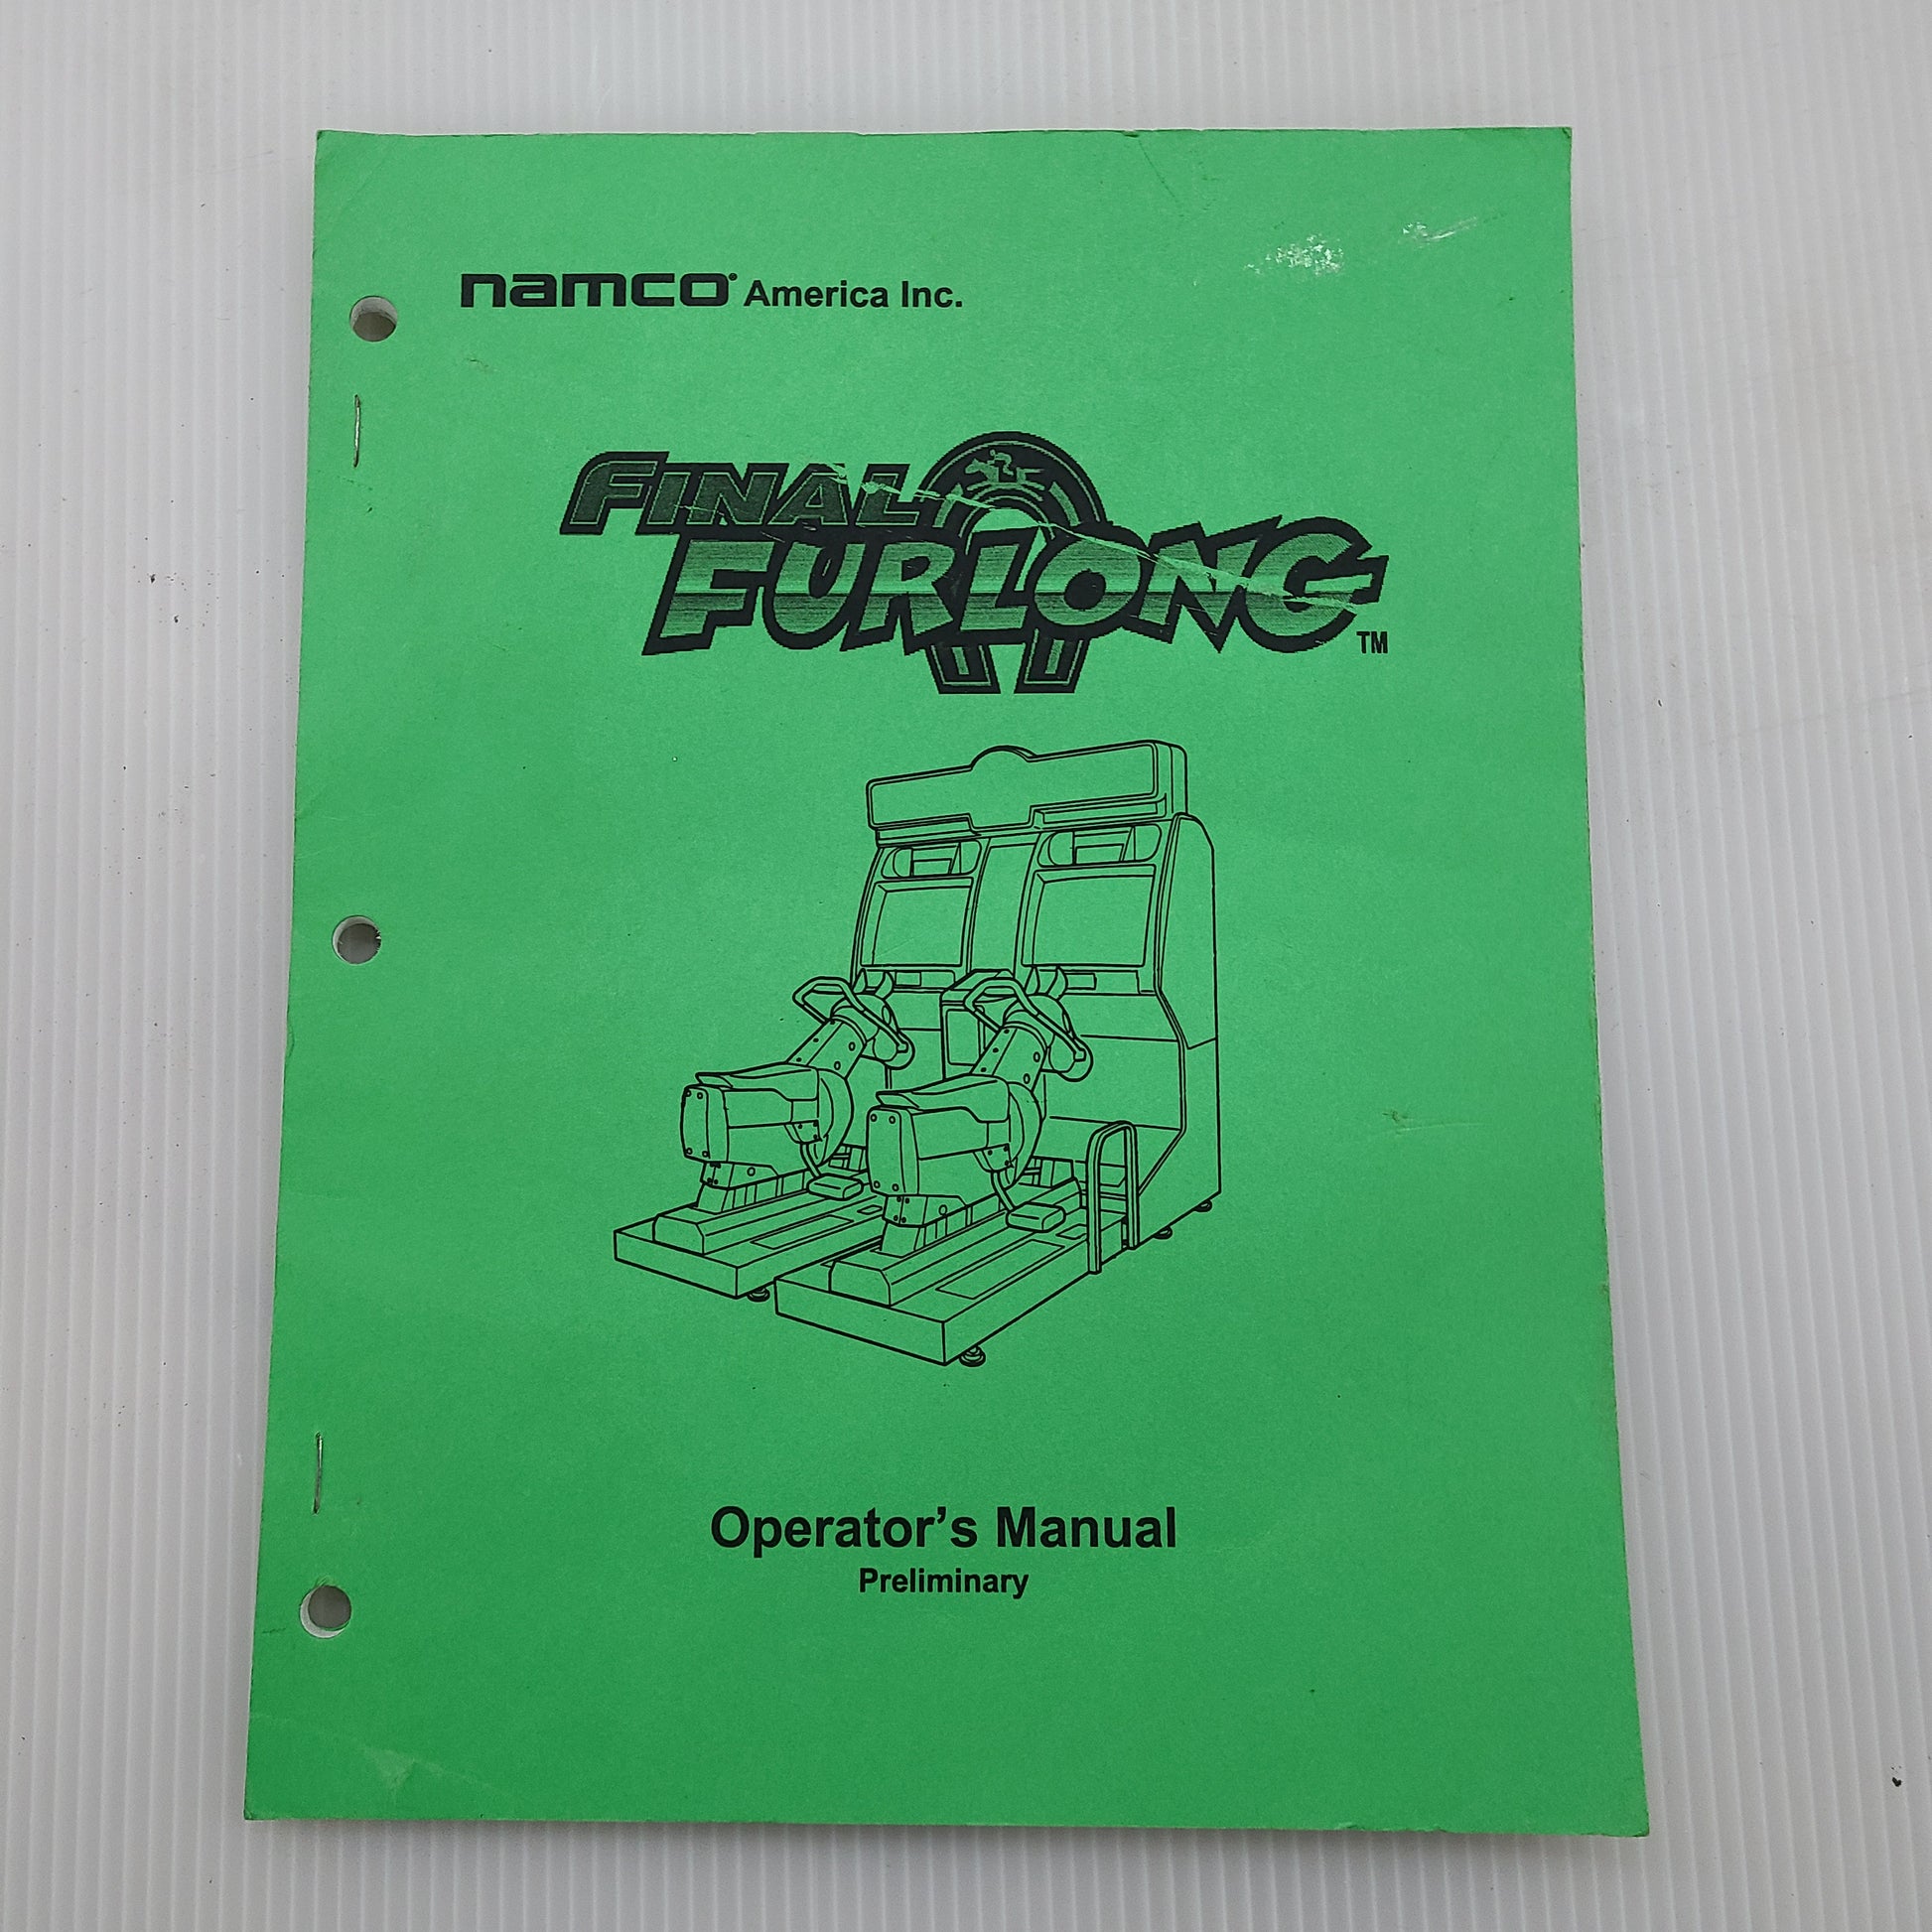 namco® America Inc.
FINAL
FURLONG
TM
Operator’s Manual
Preliminary